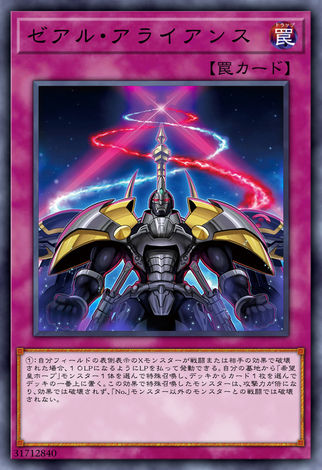 ゼアル・アライアンス
トラップ
罠
【罠カード】
①:自分フィールドの表側表示のXモンスターが戦闘または相手の効果で破壊
された場合、１０LPになるようにLPを払って発動できる。自分の墓地から「希望
皇ホープ」モンスター１体を選んで特殊召喚し、デッキからカード１枚を選んで
デッキの一番上に置く。この効果で特殊召喚したモンスターは、攻撃力が倍にな
り、効果では破壊されず、「No.」モンスター以外のモンスターとの戦闘では破壊
されない。
31712840